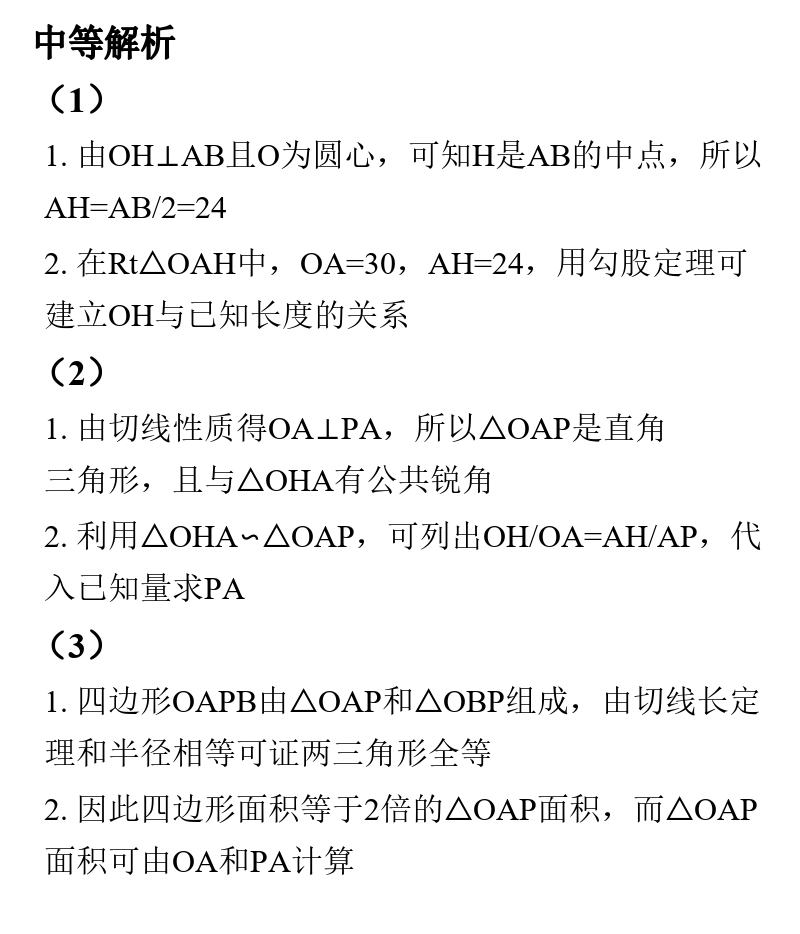 中等解析
（1）
1. 由OH⊥AB且O为圆心，可知H是AB的中点，所以
AH=AB/2=24
2. 在Rt△OAH中，OA=30，AH=24，用勾股定理可
建立OH与已知长度的关系
（2）
1. 由切线性质得OA⊥PA，所以△OAP是直角
三角形，且与△OHA有公共锐角
2. 利用△OHA∽△OAP，可列出OH/OA=AH/AP，代
入已知量求PA
（3）
1. 四边形OAPB由△OAP和△OBP组成，由切线长定
理和半径相等可证两三角形全等
2. 因此四边形面积等于2倍的△OAP面积，而△OAP
面积可由OA和PA计算